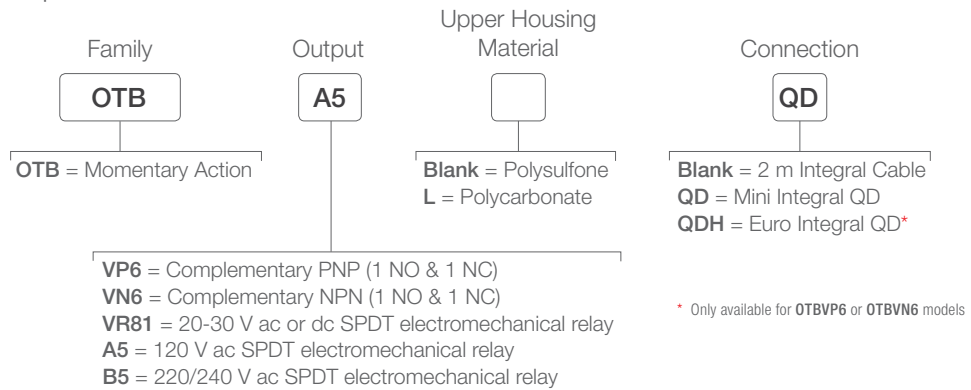 Family
Output
Upper Housing
Material
Connection
OTB
A5
QD
OTB = Momentary Action
Blank = Polysulfone
L = Polycarbonate
Blank = 2 m Integral Cable
QD = Mini Integral QD
QDH = Euro Integral QD*
VP6 = Complementary PNP (1 NO & 1 NC)
VN6 = Complementary NPN (1 NO & 1 NC)
VR81 = 20-30 V ac or dc SPDT electromechanical relay
A5 = 120 V ac SPDT electromechanical relay
B5 = 220/240 V ac SPDT electromechanical relay
* Only available for OTBVP6 or OTBVN6 models